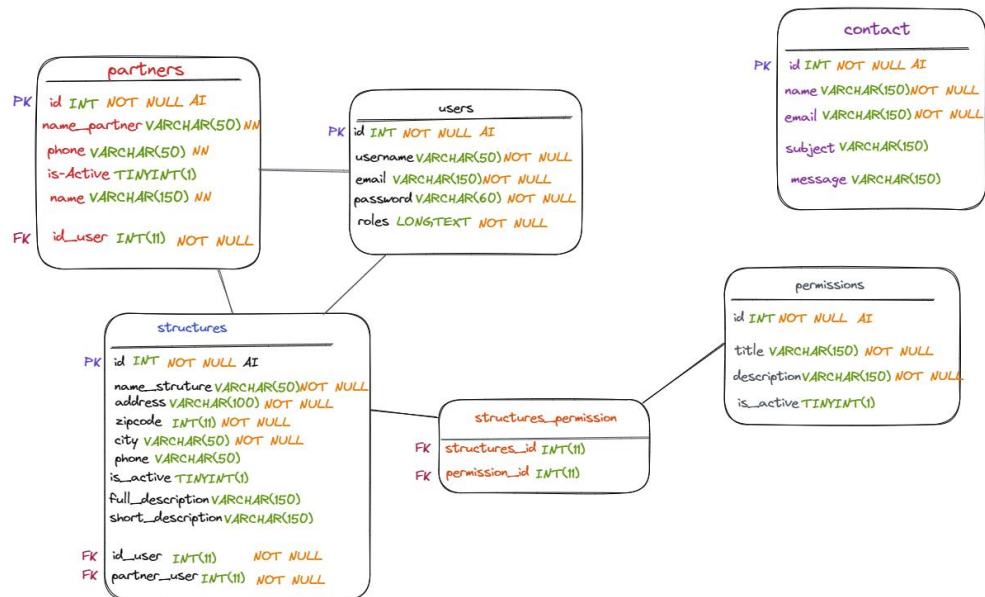 partners
PK id INT NOT NULL AI
name_partner VARCHAR(50) NN
phone VARCHAR(50) NN
is-Active TINYINT(1)
name VARCHAR(150) NN
FK id_user INT(11) NOT NULL
users
PK id INT NOT NULL AI
username VARCHAR(50) NOT NULL
email VARCHAR(150) NOT NULL
password VARCHAR(60) NOT NULL
roles LONGTEXT NOT NULL
contact
PK id INT NOT NULL AI
name VARCHAR(150) NOT NULL
email VARCHAR(150) NOT NULL
subject VARCHAR(150)
message VARCHAR(150)
structures
PK id INT NOT NULL AI
name_struture VARCHAR(50) NOT NULL
address VARCHAR(100) NOT NULL
zipcode INT(11) NOT NULL
city VARCHAR(50) NOT NULL
phone VARCHAR(50)
is_active TINYINT(1)
full_description VARCHAR(150)
short_description VARCHAR(150)
FK id_user INT(11) NOT NULL
FK partner_user INT(11) NOT NULL
structures_permission
FK structures_id INT(11)
FK permission_id INT(11)
permissions
id INT NOT NULL AI
title VARCHAR(150) NOT NULL
description VARCHAR(150) NOT NULL
is_active TINYINT(1)